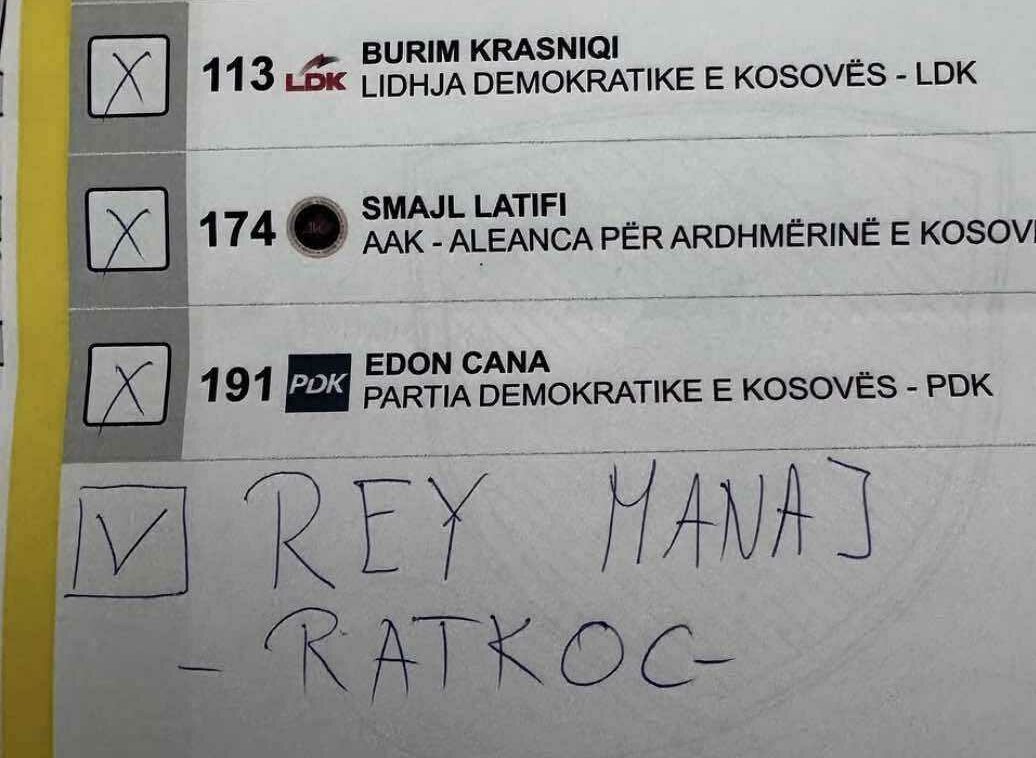 X 113 LDK BURIM KRASNIQI
LIDHJA DEMOKRATIKE E KOSOVËS - LDK
X 174 SMAJL LATIFI
AAK - ALEANCA PËR ARDHMËRINË E KOSOV
X 191 PDK EDON CANA
PARTIA DEMOKRATIKE E KOSOVËS - PDK
V REY MANAJ
- RATKOC-